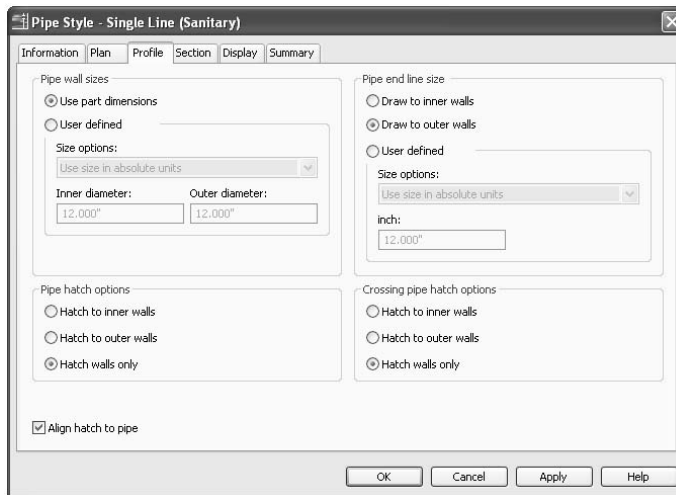 Pipe Style - Single Line (Sanitary)
Information Plan Profile Section Display Summary
Pipe wall sizes
Use part dimensions
User defined
Size options:
Use size in absolute units
Inner diameter: Outer diameter:
12.000" 12.000"
Pipe end line size
Draw to inner walls
Draw to outer walls
User defined
Size options:
Use size in absolute units
inch:
12.000"
Pipe hatch options
Hatch to inner walls
Hatch to outer walls
Hatch walls only
Crossing pipe hatch options
Hatch to inner walls
Hatch to outer walls
Hatch walls only
Align hatch to pipe
OK Cancel Apply Help